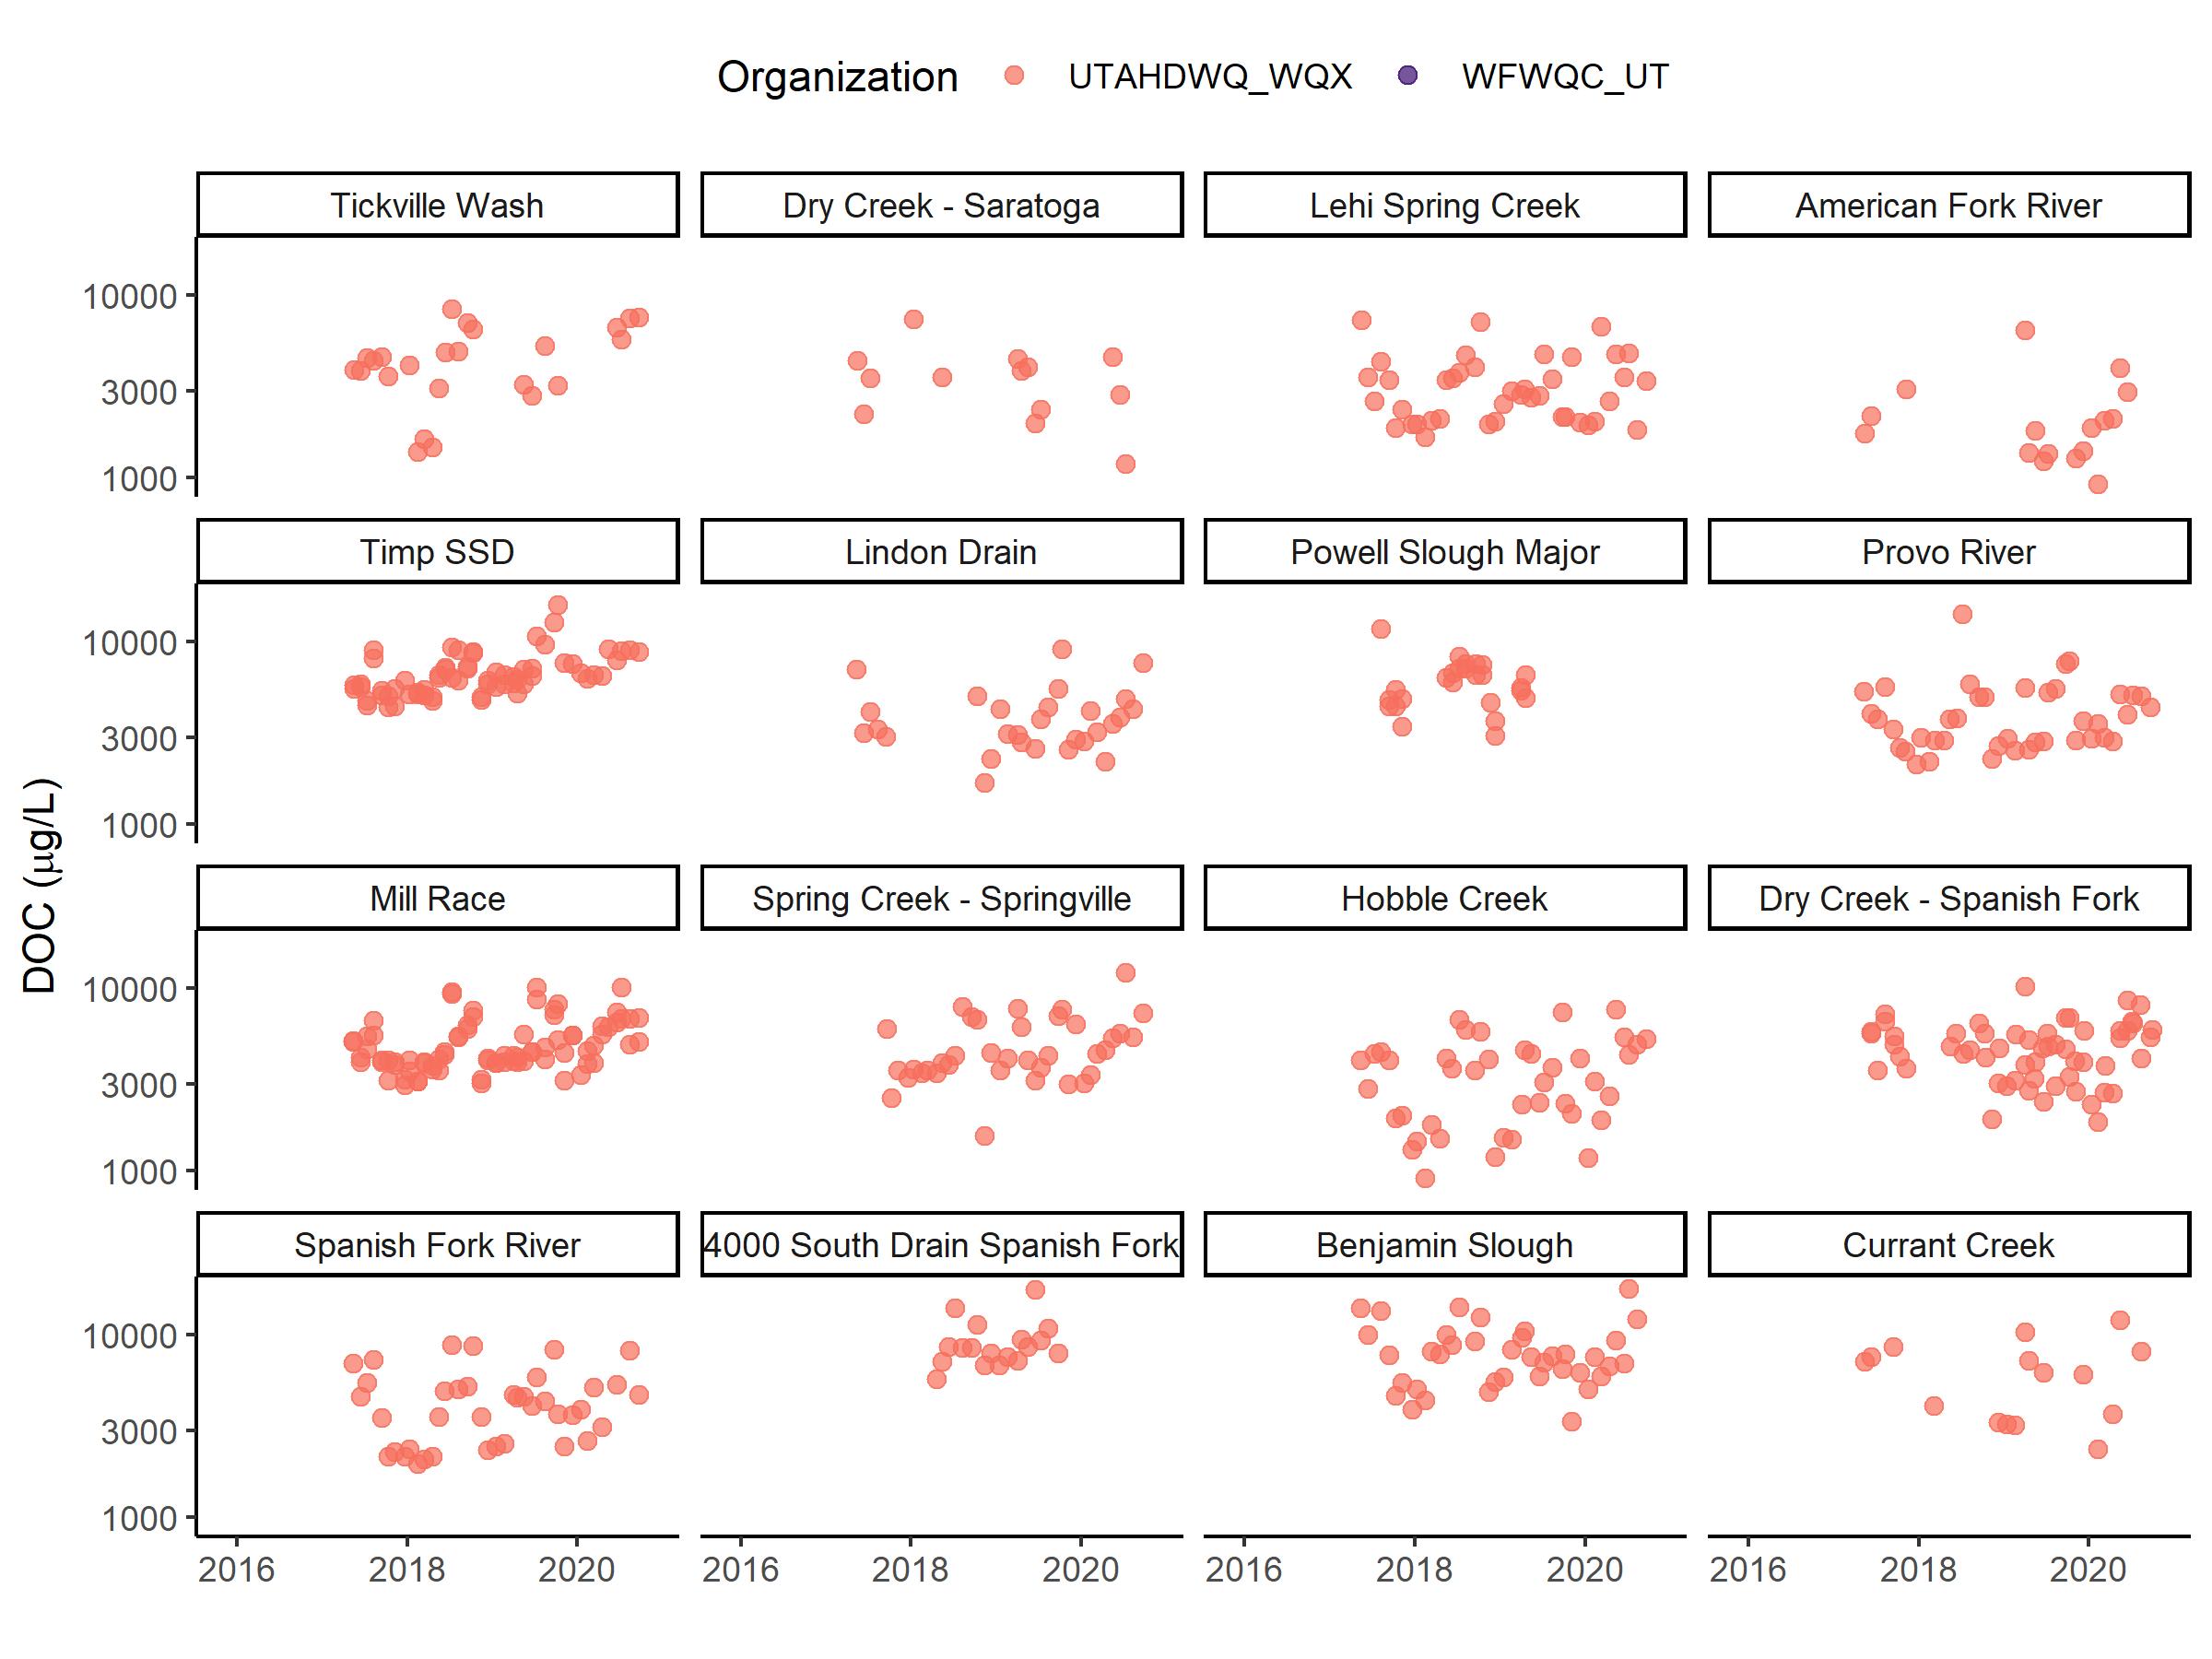 Organization UTAHDWQ_WQX WFWQC_UT
Tickville Wash Dry Creek - Saratoga Lehi Spring Creek American Fork River
10000
3000
1000
Timp SSD Lindon Drain Powell Slough Major Provo River
10000
3000
1000
DOC (μg/L)
Mill Race Spring Creek - Springville Hobble Creek Dry Creek - Spanish Fork
10000
3000
1000
Spanish Fork River 4000 South Drain Spanish Fork Benjamin Slough Currant Creek
10000
3000
1000
2016 2018 2020 2016 2018 2020 2016 2018 2020 2016 2018 2020